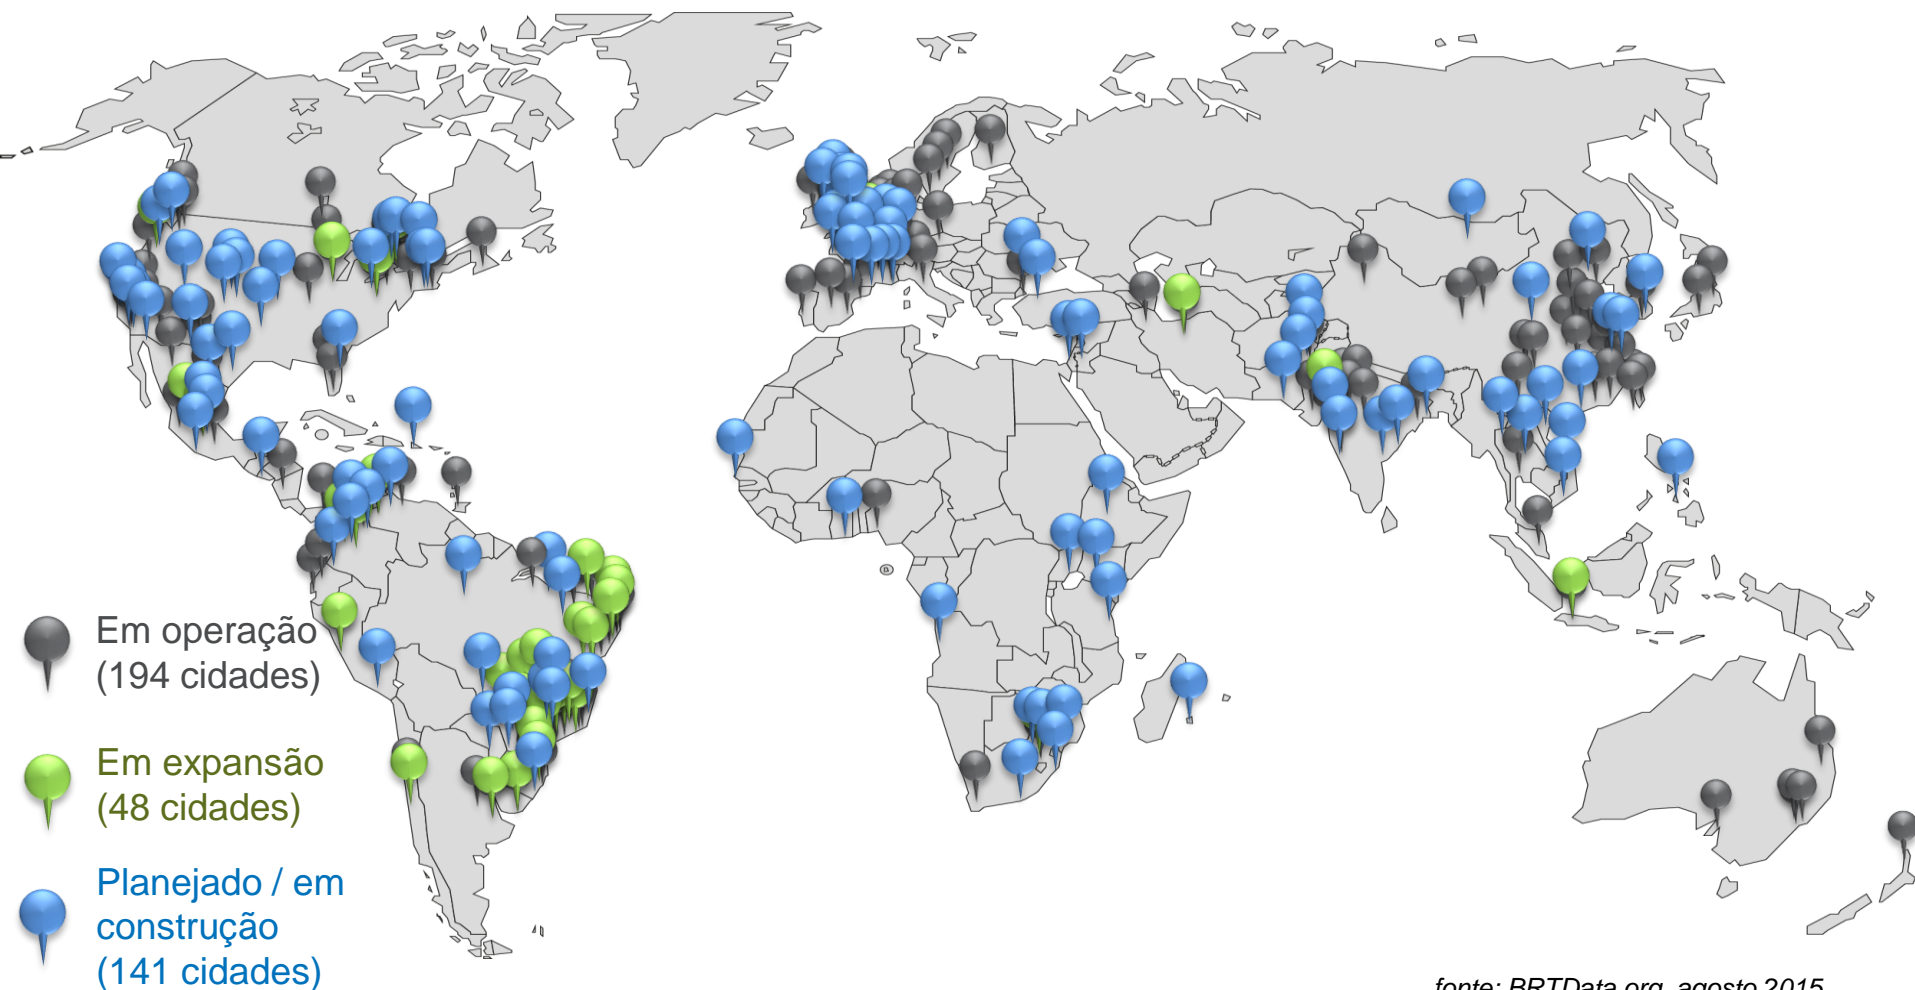 Em operação
(194 cidades)
Em expansão
(48 cidades)
Planejado / em
construção
(141 cidades)
fonte: BRTData.org, agosto 2015